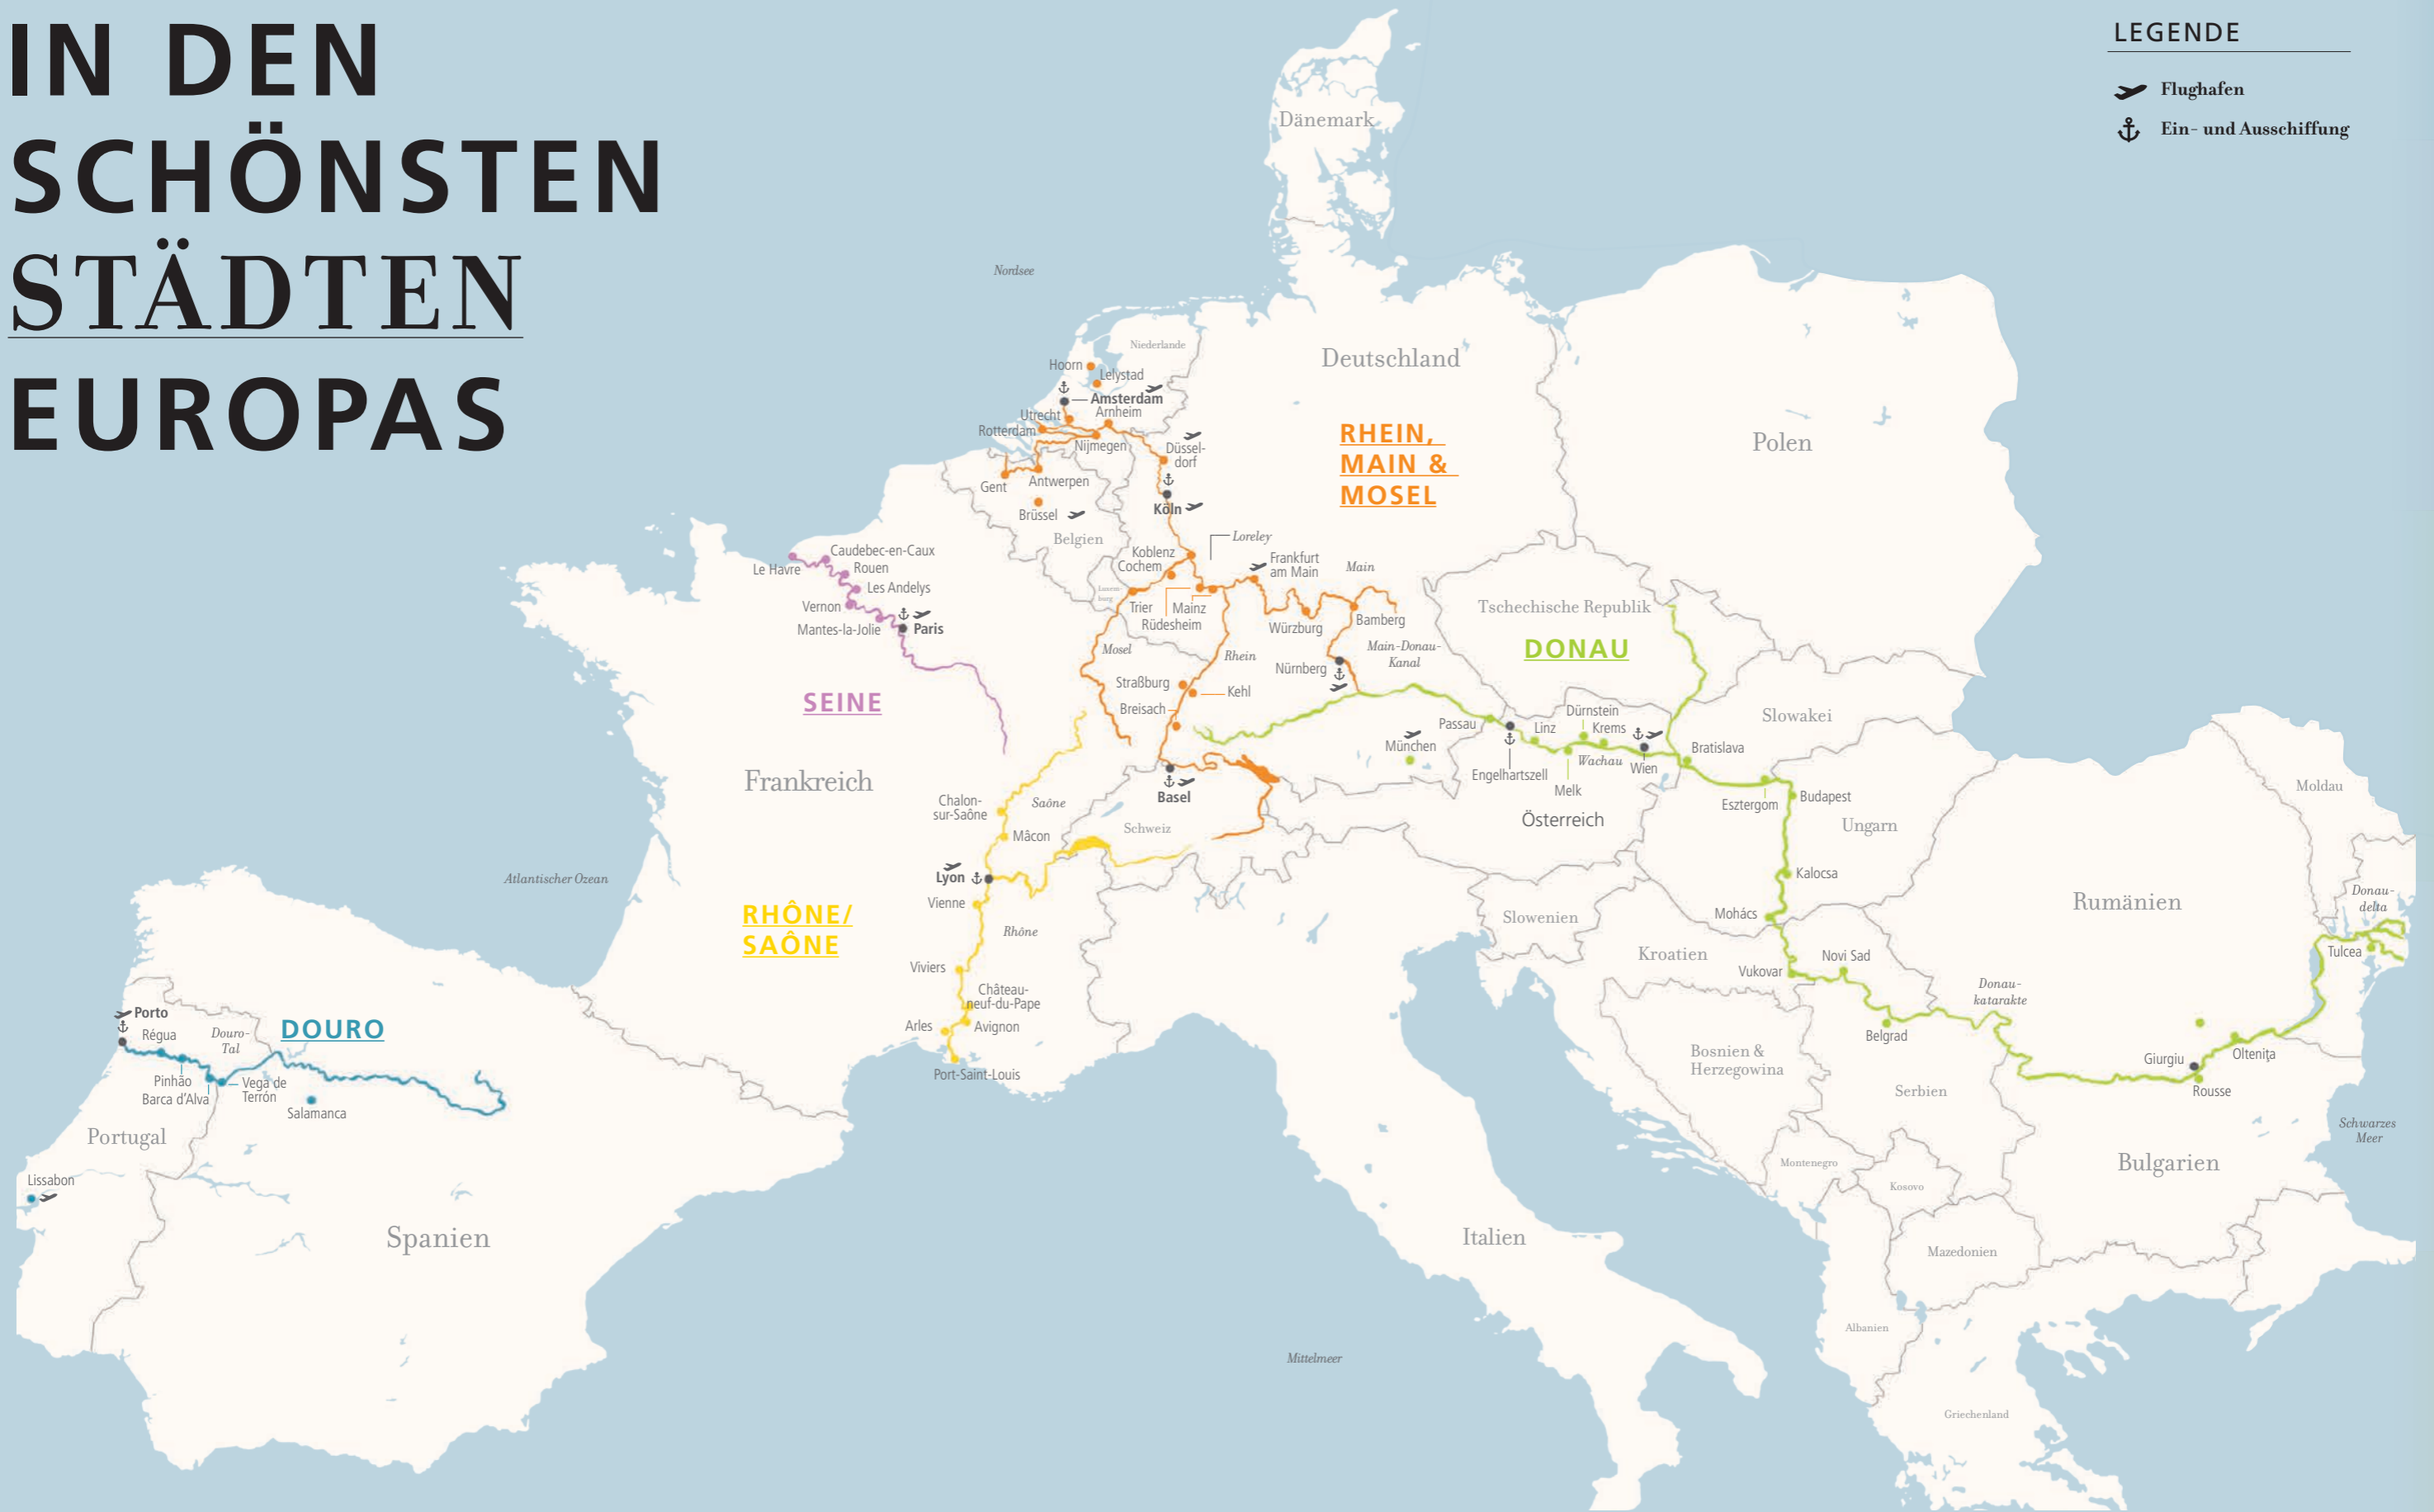 IN DEN
SCHÖNSTEN
STÄDTEN
EUROPAS
LEGENDE
Flughafen
Ein- und Ausschiffung
Dänemark
Nordsee
Niederlande
Deutschland
Hoorn
Lelystad
Amsterdam
Utrecht
Arnheim
Rotterdam
Nijmegen
Düssel-
dorf
RHEIN,
MAIN &
MOSEL
Polen
Gent
Antwerpen
Brüssel
Köln
Belgien
Loreley
Koblenz
Cochem
Frankfurt
am Main
Main
Luxem-
burg
Trier
Mainz
Rüdesheim
Würzburg
Bamberg
Tschechische Republik
DONAU
Caudebec-en-Caux
Le Havre
Rouen
Les Andelys
Vernon
Mantes-la-Jolie
Paris
Mosel
Rhein
Main-Donau-
Kanal
Nürnberg
SEINE
Straßburg
Kehl
Breisach
Passau
Dürnstein
Linz
Krems
Slowakei
München
Engelhartszell
Wachau
Wien
Bratislava
Melk
Frankreich
Basel
Esztergom
Budapest
Moldau
Chalon-
sur-Saône
Saône
Mâcon
Schweiz
Österreich
Ungarn
Atlantischer Ozean
Lyon
Kalocsa
Vienne
RHÔNE/
SAÔNE
Rhône
Slowenien
Mohács
Rumänien
Donau-
delta
Viviers
Kroatien
Novi Sad
Vukovar
Tulcea
Château-
neuf-du-Pape
Donau-
katarakte
Porto
Régua
Douro-
Tal
DOURO
Arles
Avignon
Belgrad
Bosnien &
Herzegowina
Giurgiu
Oltenița
Pinhão
Barca d'Alva
Vega de
Terrón
Port-Saint-Louis
Salamanca
Serbien
Rousse
Portugal
Schwarzes
Meer
Montenegro
Bulgarien
Lissabon
Kosovo
Spanien
Italien
Mazedonien
Albanien
Mittelmeer
Griechenland